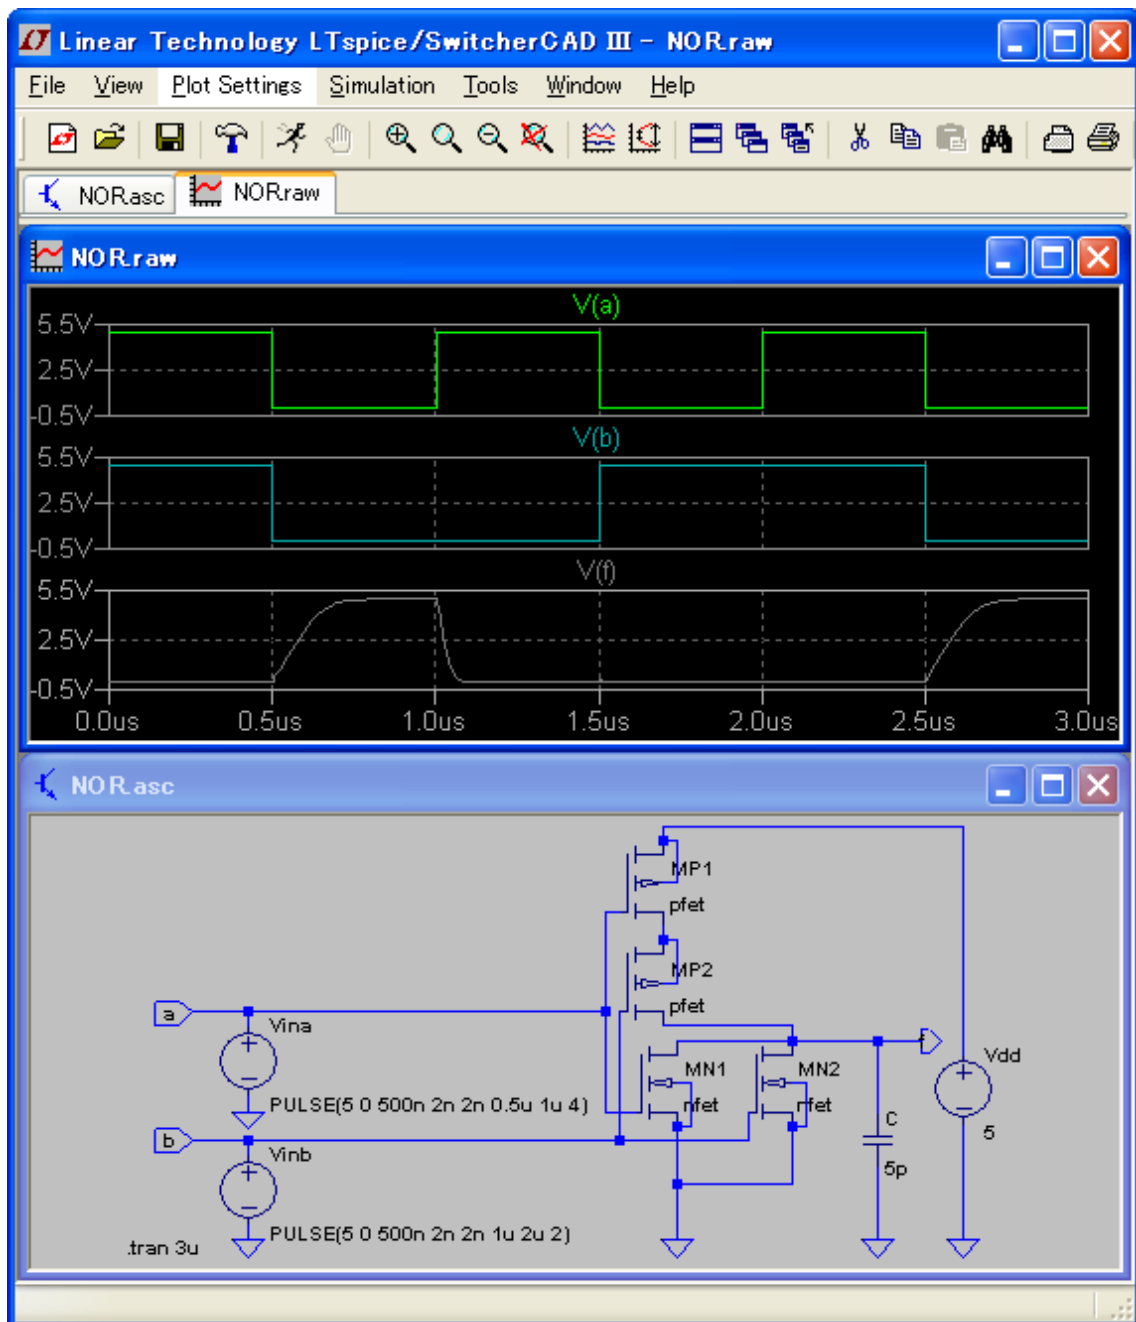 Linear Technology LTspice/SwitcherCAD III - NOR.raw
File View Plot Settings Simulation Tools Window Help
NOR.asc NOR.raw
NOR.raw
V(a)
5.5V
2.5V
-0.5V
V(b)
5.5V
2.5V
-0.5V
V(f)
5.5V
2.5V
-0.5V
0.0us 0.5us 1.0us 1.5us 2.0us 2.5us 3.0us
NOR.asc
MP1
pfet
MP2
pfet
a
Vina
PULSE(5 0 500n 2n 2n 0.5u 1u 4)
MN1
nfet
MN2
nfet
f
Vdd
5
C
5p
b
Vinb
PULSE(5 0 500n 2n 2n 1u 2u 2)
.tran 3u